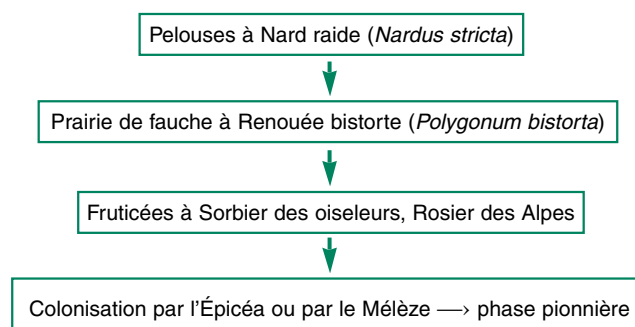 Pelouses à Nard raide (Nardus stricta)
Prairie de fauche à Renouée bistorte (Polygonum bistorta)
Fruticées à Sorbier des oiseleurs, Rosier des Alpes
Colonisation par l’Épicéa ou par le Mélèze ⟶ phase pionnière